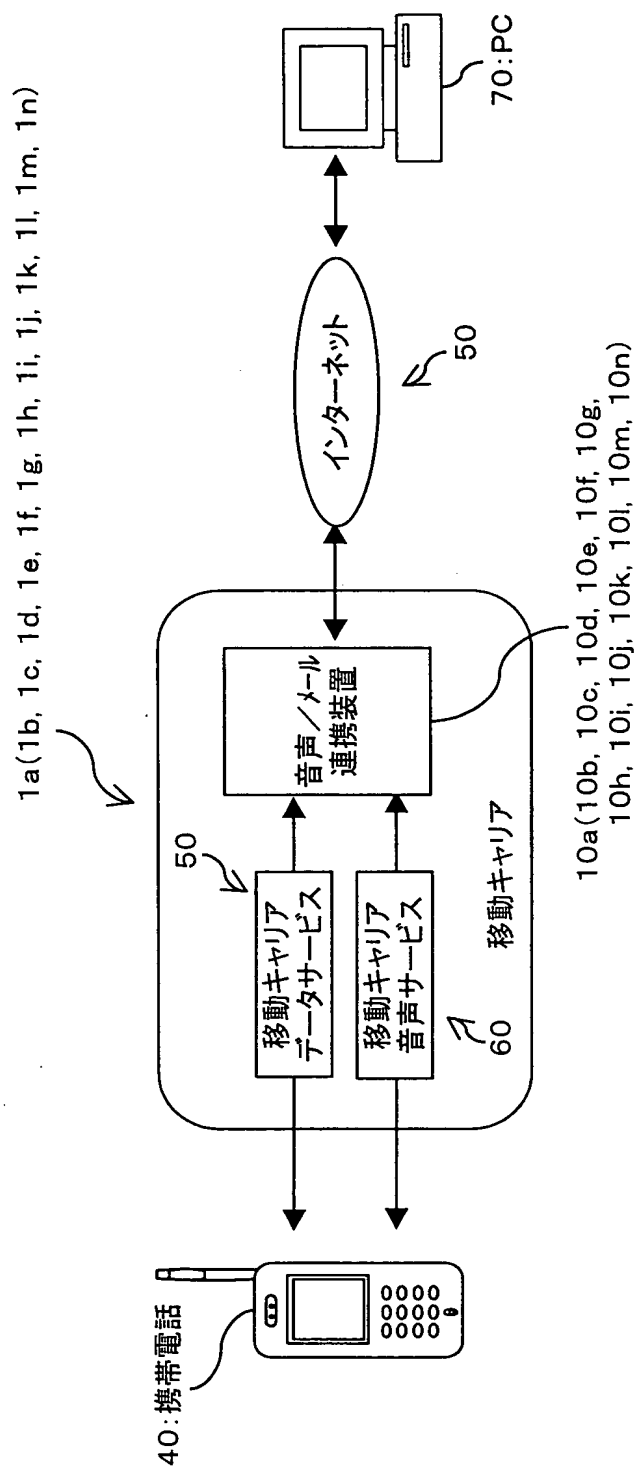 1a(1b, 1c, 1d, 1e, 1f, 1g, 1h, 1i, 1j, 1k, 1l, 1m, 1n)
40:携帯電話
50
移動キャリア
データサービス
移動キャリア
音声サービス
60
音声／メール
連携装置
移動キャリア
インターネット
50
70:PC
10a(10b, 10c, 10d, 10e, 10f, 10g,
10h, 10i, 10j, 10k, 10l, 10m, 10n)